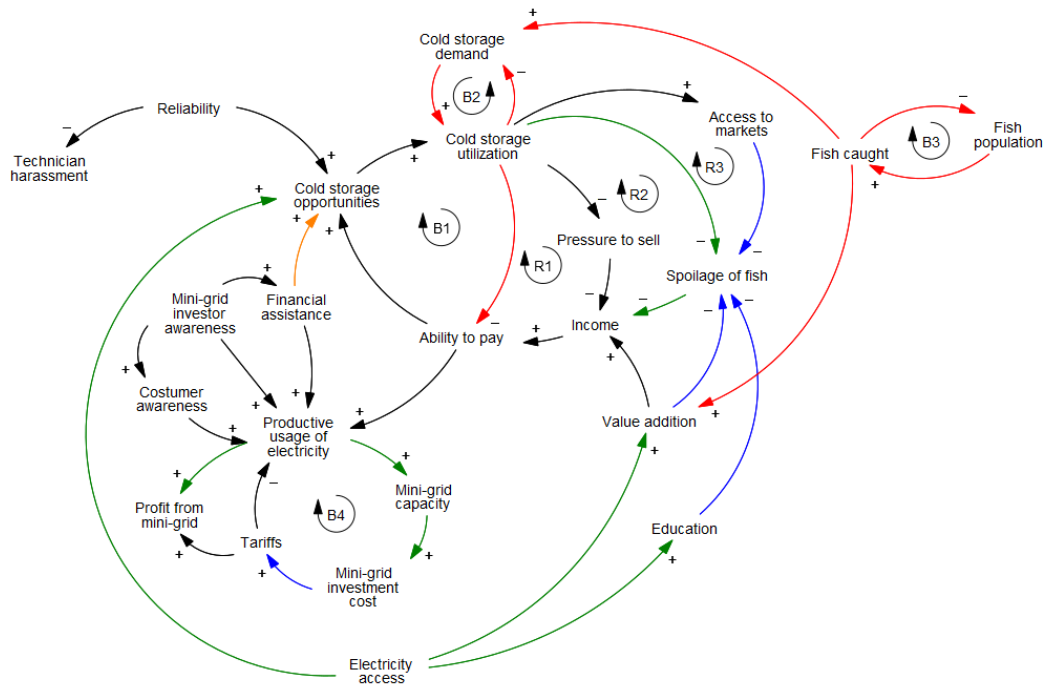 Cold storage
demand
B2
Reliability
Technician
harassment
Cold storage
utilization
Access to
markets
Fish caught
B3
Fish
population
Cold storage
opportunities
B1
R3
R2
R1
Pressure to sell
Spoilage of fish
Mini-grid
investor
awareness
Financial
assistance
Ability to pay
Income
Costumer
awareness
Productive
usage of
electricity
Value addition
Profit from
mini-grid
B4
Mini-grid
capacity
Tariffs
Education
Mini-grid
investment
cost
Electricity
access